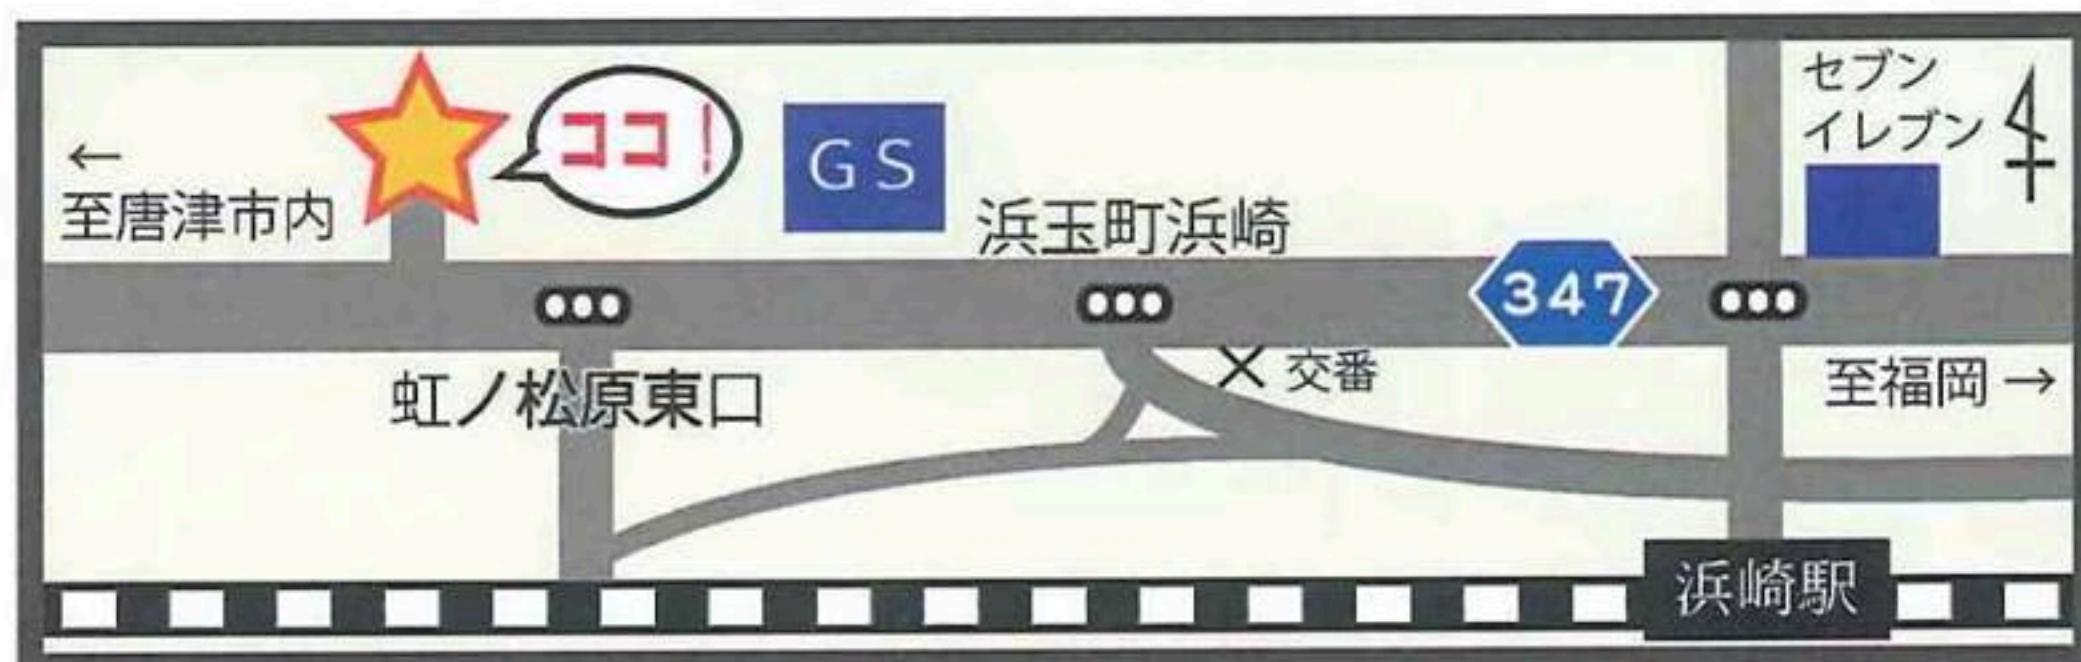 セブン
イレブン
ココ！
GS
←
至唐津市内
浜玉町浜崎
347
虹ノ松原東口
交番
至福岡→
浜崎駅